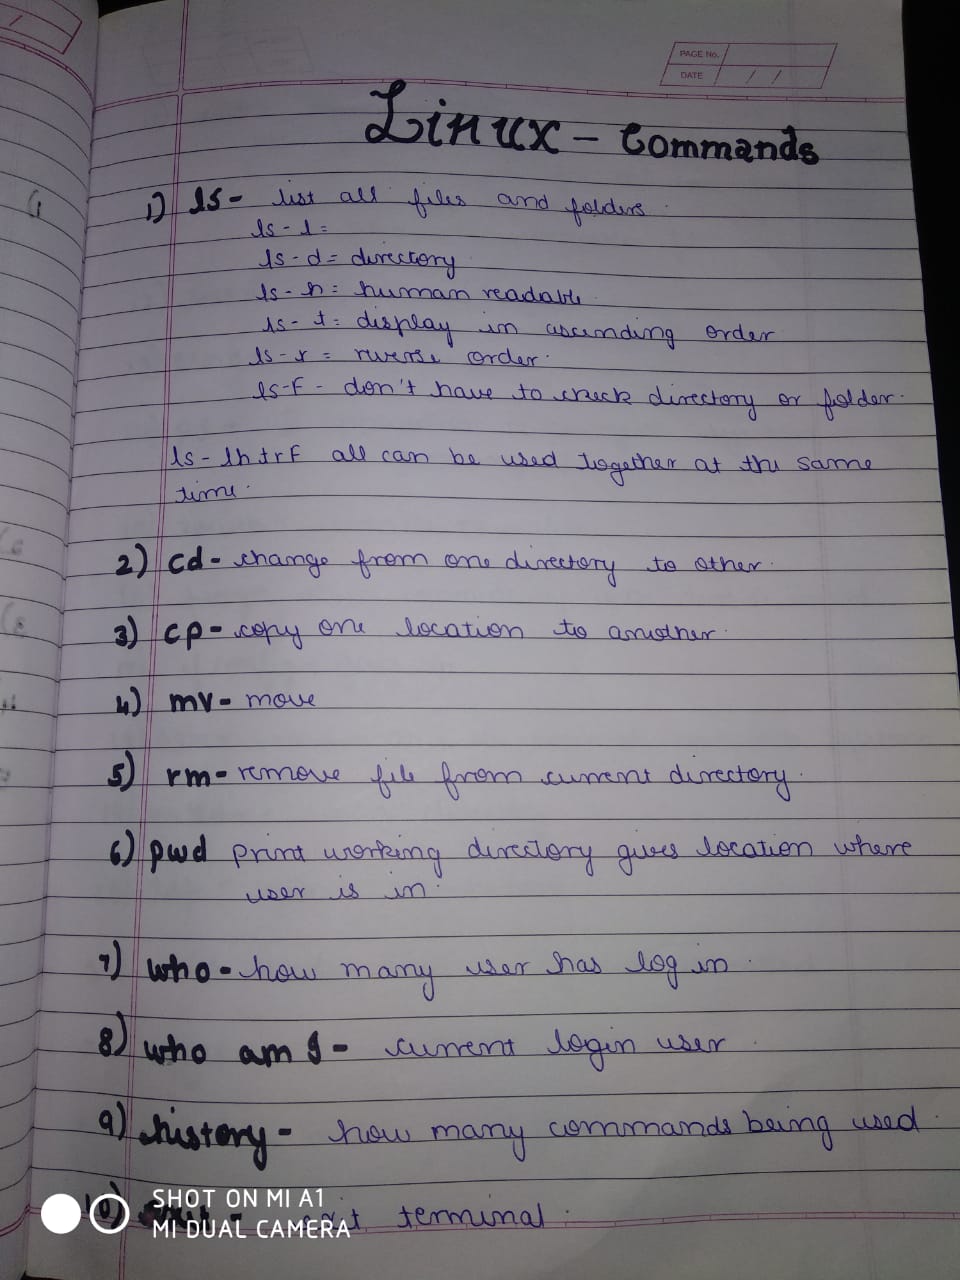 PAGE No.
DATE / /
Linux - Commands
1) ls - list all files and folders.
ls - l =
ls - d = directory
ls - h = human readable.
ls - t = display in ascending order
ls - r = reverse order.
ls - F - don't have to check directory or folder.
ls - lhtrF all can be used together at the same
time.
2) cd - change from one directory to other.
3) cp - copy one location to another.
4) mv - move
5) rm - remove file from current directory.
6) pwd print working directory gives location where
user is in.
7) who - how many user has log in.
8) who am I - current login user.
9) history - how many commands being used.
10) exit - exit terminal.
SHOT ON MI A1
MI DUAL CAMERA